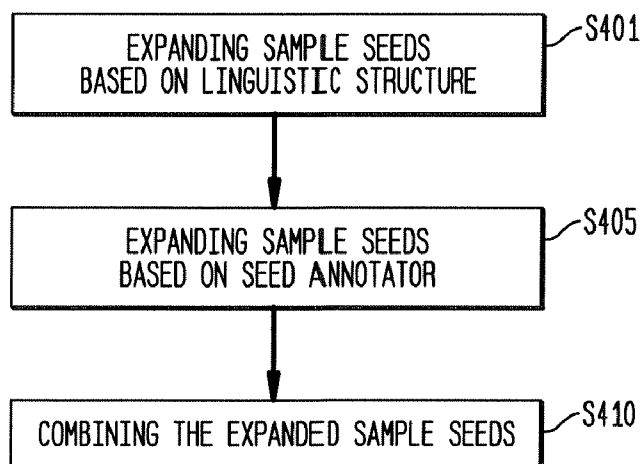 EXPANDING SAMPLE SEEDS
BASED ON LINGUISTIC STRUCTURE
S401
EXPANDING SAMPLE SEEDS
BASED ON SEED ANNOTATOR
S405
COMBINING THE EXPANDED SAMPLE SEEDS
S410